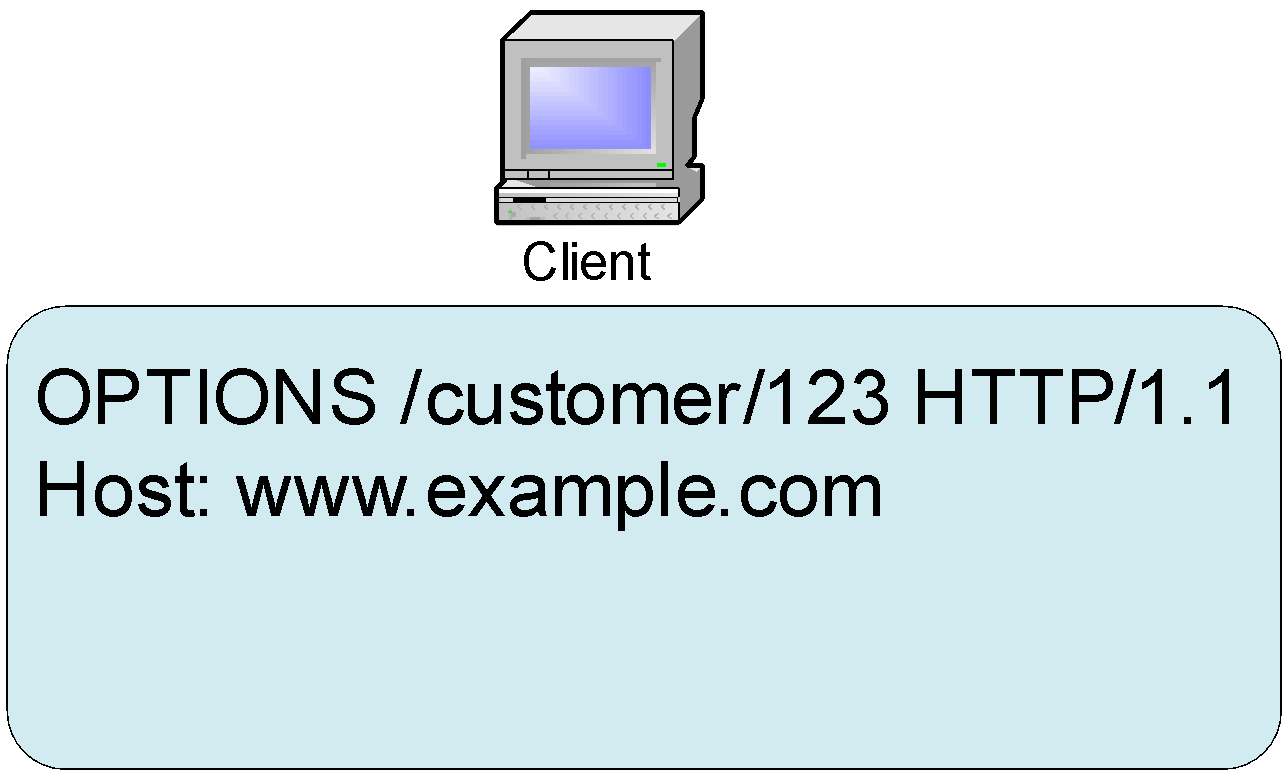 Client
OPTIONS /customer/123 HTTP/1.1
Host: www.example.com